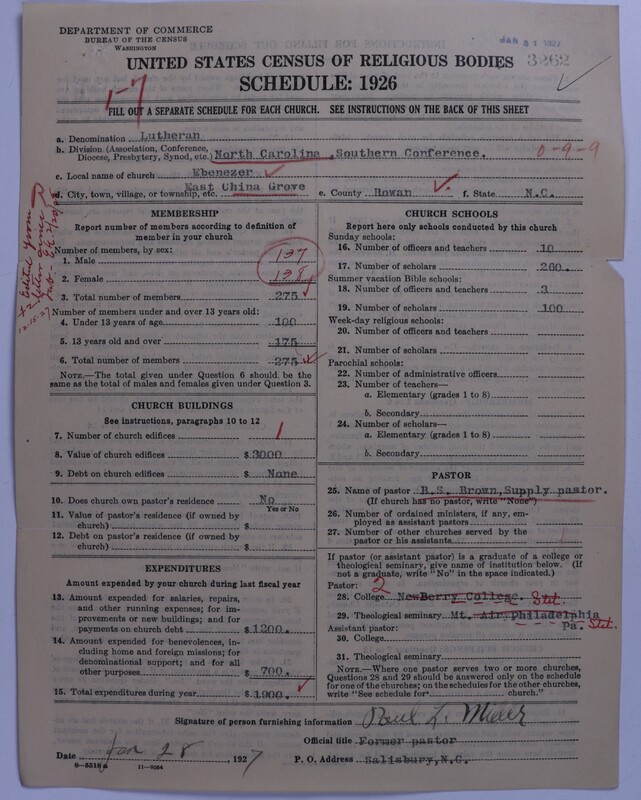 DEPARTMENT OF COMMERCE
BUREAU OF THE CENSUS
WASHINGTON
JAN 31 1927
3262
UNITED STATES CENSUS OF RELIGIOUS BODIES
SCHEDULE: 1926
1-7
FILL OUT A SEPARATE SCHEDULE FOR EACH CHURCH. SEE INSTRUCTIONS ON THE BACK OF THIS SHEET
a. Denomination Lutheran
b. Division (Association, Conference, Diocese, Presbytery, Synod, etc.) North Carolina, Southern Conference.
0-9-9
c. Local name of church Ebenezer
d. City, town, village, or township, etc. East China Grove e. County Rowan f. State N.C.
MEMBERSHIP
Report number of members according to definition of
member in your church
Number of members, by sex:
1. Male 137
2. Female 138
3. Total number of members 275
Number of members under and over 13 years old:
4. Under 13 years of age 100
5. 13 years old and over 175
6. Total number of members 275
NOTE.—The total given under Question 6 should be the
same as the total of males and females given under Question 3.
12-15-27
CHURCH BUILDINGS
See instructions, paragraphs 10 to 12
7. Number of church edifices 1
8. Value of church edifices $ 3000
9. Debt on church edifices $ None
10. Does church own pastor's residence No
Yes or No
11. Value of pastor's residence (if owned by
church) $
12. Debt on pastor's residence (if owned by
church) $
EXPENDITURES
Amount expended by your church during last fiscal year
13. Amount expended for salaries, repairs,
and other running expenses; for im-
provements or new buildings; and for
payments on church debt $ 1200.
14. Amount expended for benevolences, in-
cluding home and foreign missions; for
denominational support; and for all
other purposes $ 700.
15. Total expenditures during year $ 1900.
CHURCH SCHOOLS
Report here only schools conducted by this church
Sunday schools:
16. Number of officers and teachers 10
17. Number of scholars 260.
Summer vacation Bible schools:
18. Number of officers and teachers 3
19. Number of scholars 100
Week-day religious schools:
20. Number of officers and teachers
21. Number of scholars
Parochial schools:
22. Number of administrative officers
23. Number of teachers—
a. Elementary (grades 1 to 8)
b. Secondary
24. Number of scholars—
a. Elementary (grades 1 to 8)
b. Secondary
PASTOR
25. Name of pastor B.S. Brown, Supply pastor.
(If church has no pastor, write "None")
26. Number of ordained ministers, if any, em-
ployed as assistant pastors
27. Number of other churches served by the
pastor or his assistants
If pastor (or assistant pastor) is a graduate of a college or
theological seminary, give name of institution below. (If
not a graduate, write "No" in the space indicated.)
Pastor: 2
28. College NewBerry College. Stet.
29. Theological seminary Mt. Air, Philadelphia
Pa. Stet.
Assistant pastor:
30. College
31. Theological seminary
NOTE.—Where one pastor serves two or more churches,
Questions 28 and 29 should be answered only on the schedule
for one of the churches; on the schedules for the other churches,
write "See schedule for church."
Signature of person furnishing information Paul L. Miller
Official title Former pastor
Date Jan 28, 1927 P. O. Address Salisbury, N.C.
8-5518 a 11-9064